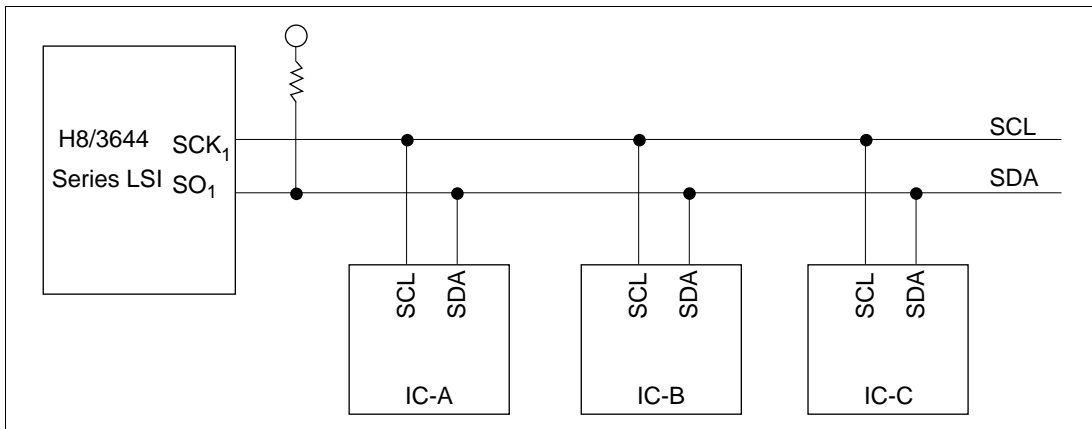 H8/3644 SCK₁
Series LSI SO₁
SCL
SDA
SCL SDA
IC-A
SCL SDA
IC-B
SCL SDA
IC-C